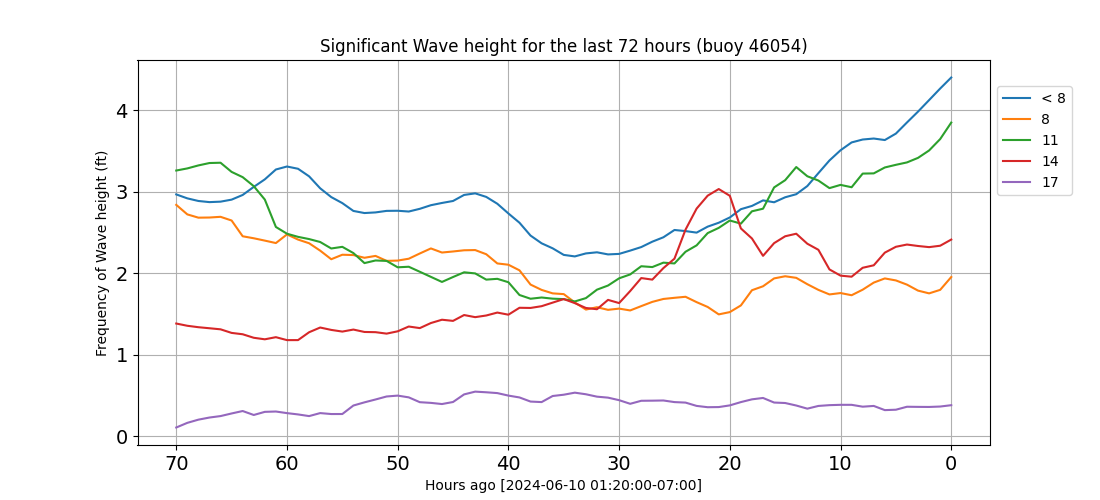 Significant Wave height for the last 72 hours (buoy 46054)
Frequency of Wave height (ft)
4
3
2
1
0
70 60 50 40 30 20 10 0
Hours ago [2024-06-10 01:20:00-07:00]
< 8
8
11
14
17